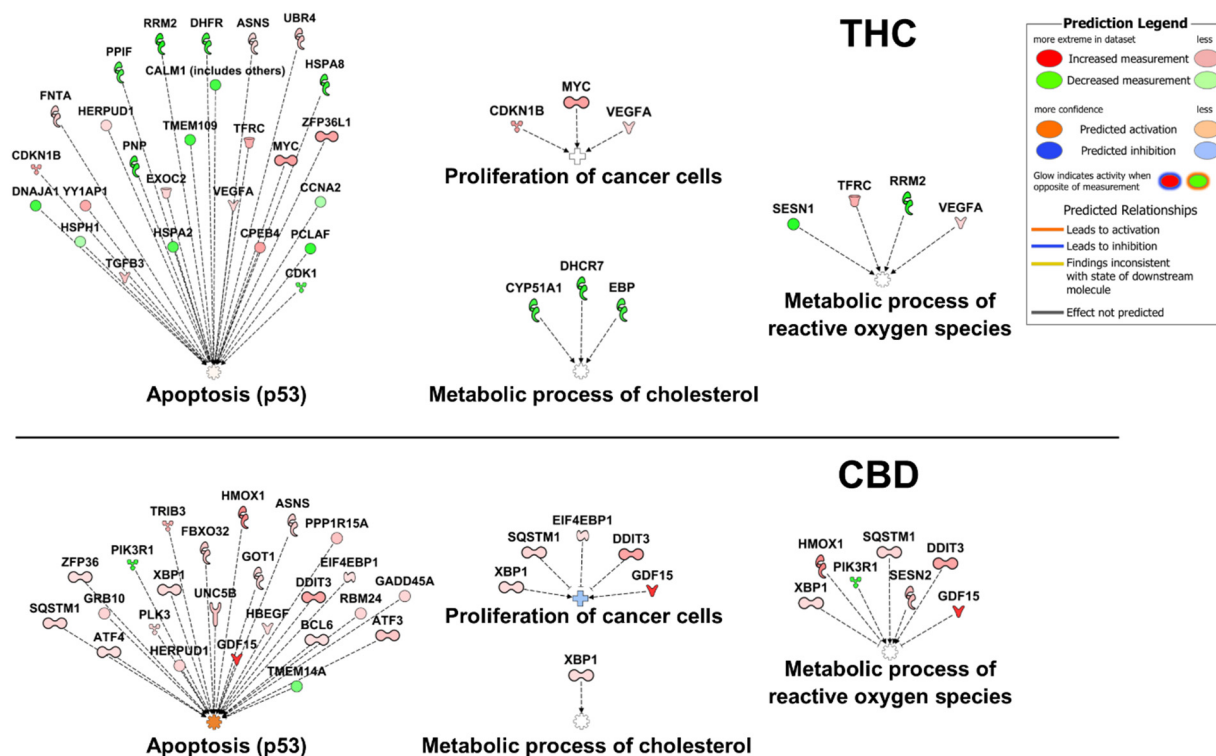 THC
RRM2
DHFR
ASNS
UBR4
PPIF
CALM1 (includes others)
HSPA8
FNTA
HERPUD1
TMEM109
TFRC
ZFP36L1
MYC
PNP
CDKN1B
EXOC2
VEGFA
CCNA2
DNAJA1
YY1AP1
HSPH1
HSPA2
CPEB4
PCLAF
TGFB3
CDK1
Apoptosis (p53)
MYC
CDKN1B
VEGFA
Proliferation of cancer cells
DHCR7
CYP51A1
EBP
Metabolic process of cholesterol
TFRC
RRM2
SESN1
VEGFA
Metabolic process of
reactive oxygen species
Prediction Legend
more extreme in dataset
less
Increased measurement
Decreased measurement
more confidence
less
Predicted activation
Predicted inhibition
Glow indicates activity when
opposite of measurement
Predicted Relationships
Leads to activation
Leads to inhibition
Findings inconsistent
with state of downstream
molecule
Effect not predicted
CBD
HMOX1
ASNS
TRIB3
FBXO32
PPP1R15A
PIK3R1
GOT1
EIF4EBP1
ZFP36
XBP1
DDIT3
GADD45A
UNC5B
GRB10
HBEGF
RBM24
SQSTM1
PLK3
BCL6
ATF3
ATF4
GDF15
HERPUD1
TMEM14A
Apoptosis (p53)
EIF4EBP1
SQSTM1
DDIT3
XBP1
GDF15
Proliferation of cancer cells
XBP1
Metabolic process of cholesterol
SQSTM1
HMOX1
DDIT3
PIK3R1
SESN2
XBP1
GDF15
Metabolic process of
reactive oxygen species